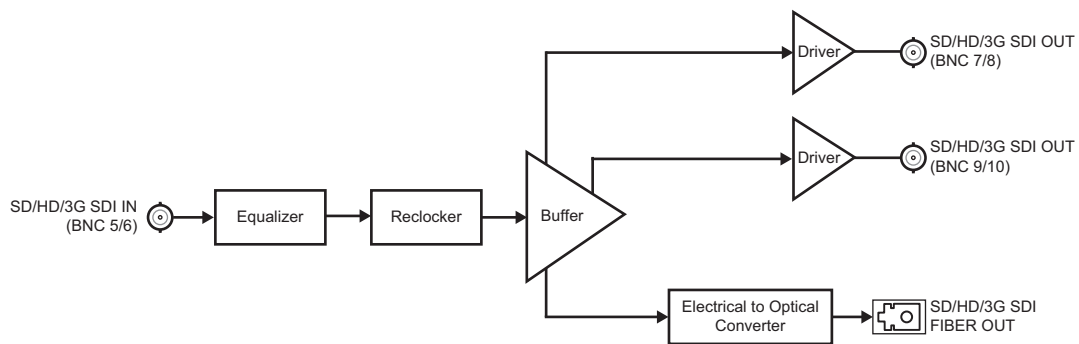 SD/HD/3G SDI OUT
(BNC 7/8)
Driver
SD/HD/3G SDI OUT
(BNC 9/10)
Driver
SD/HD/3G SDI IN
(BNC 5/6)
Equalizer
Reclocker
Buffer
Electrical to Optical
Converter
SD/HD/3G SDI
FIBER OUT